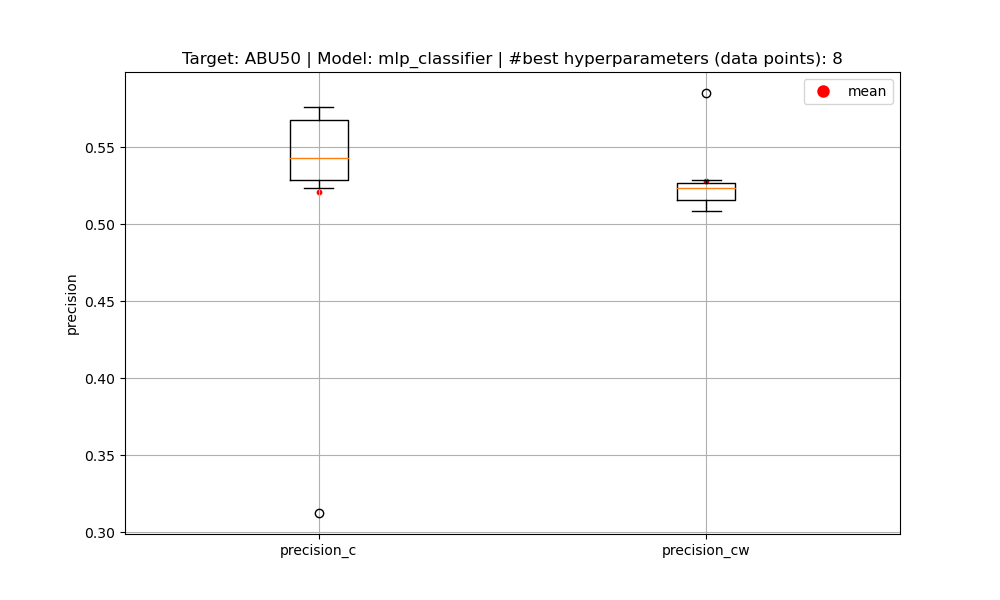 Target: ABU50 | Model: mlp_classifier | #best hyperparameters (data points): 8
mean
0.55
0.50
0.45
0.40
0.35
0.30
precision
precision_c
precision_cw